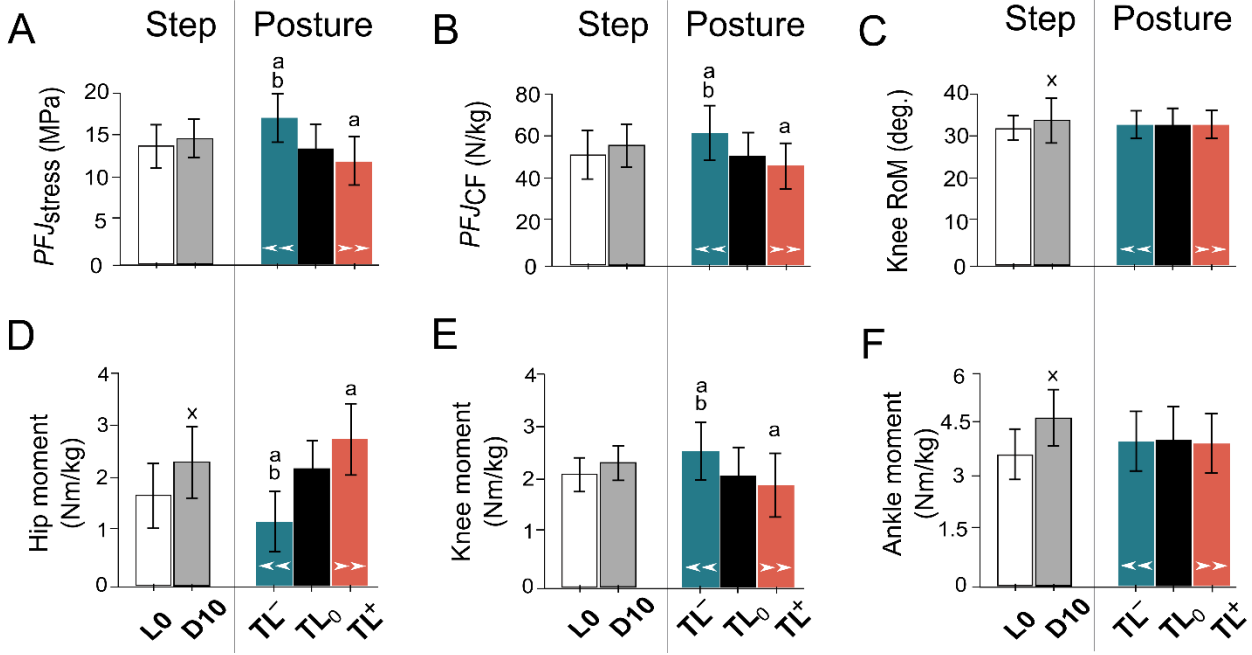 A
Step
Posture
PFJstress (MPa)
20
15
10
5
0
a
b
a
B
Step
Posture
PFJCF (N/kg)
80
60
40
20
0
a
b
a
C
Step
Posture
Knee RoM (deg.)
40
30
20
10
0
x
D
Hip moment
(Nm/kg)
4
3
2
1
0
x
a
b
a
L0
D10
TL⁻
TL₀
TL⁺
E
Knee moment
(Nm/kg)
4
3
2
1
0
a
b
a
L0
D10
TL⁻
TL₀
TL⁺
F
Ankle moment
(Nm/kg)
6
4.5
3
1.5
0
x
L0
D10
TL⁻
TL₀
TL⁺